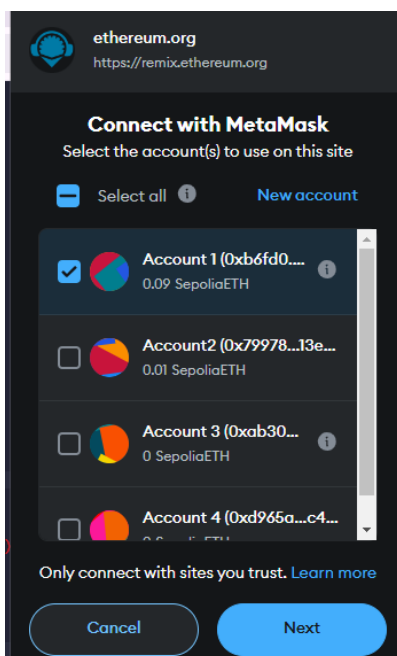 ethereum.org
https://remix.ethereum.org
Connect with MetaMask
Select the account(s) to use on this site
Select all
New account
Account 1 (0xb6fd0....
0.09 SepoliaETH
Account2 (0x79978...13e...
0.01 SepoliaETH
Account 3 (0xab30...
0 SepoliaETH
Account 4 (0xd965a...c4...
Only connect with sites you trust. Learn more
Cancel
Next